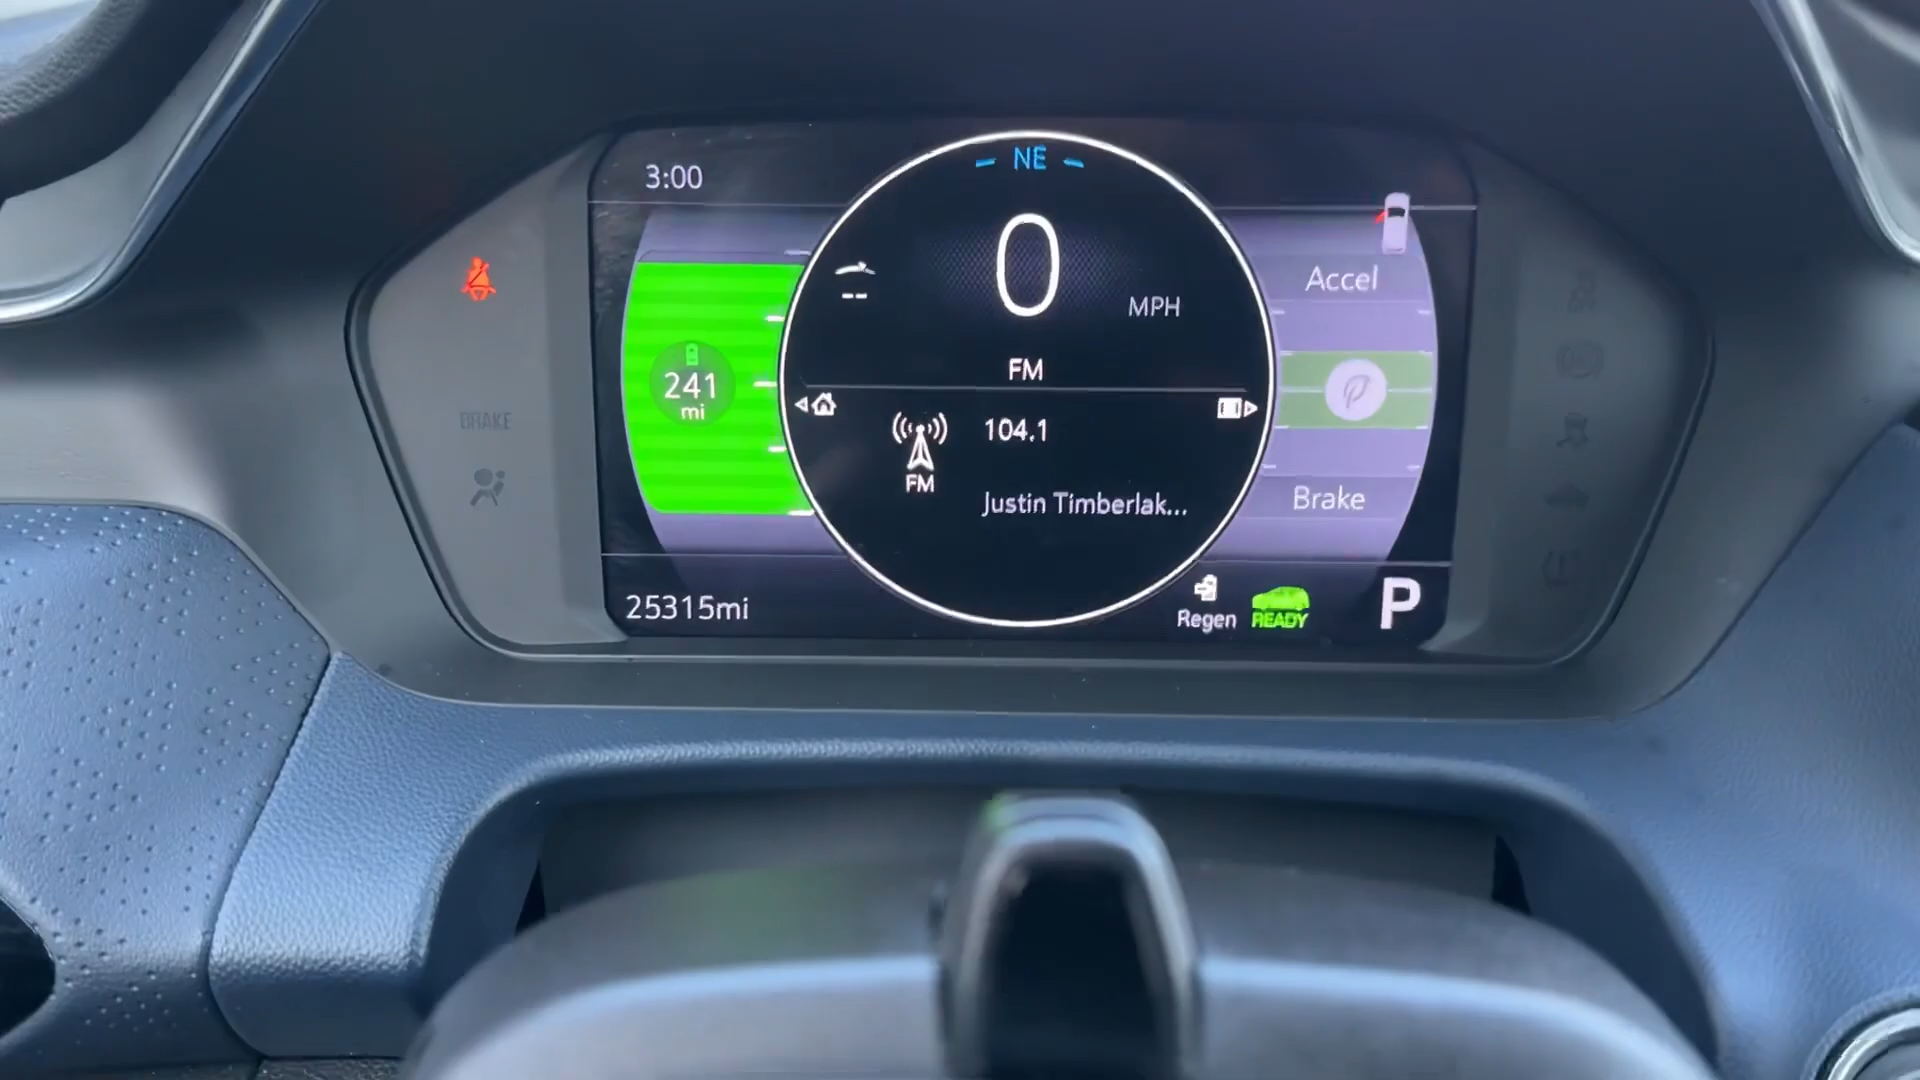 3:00
NE
0
MPH
--
FM
241
mi
104.1
FM
Justin Timberlak...
Accel
Brake
BRAKE
25315mi
Regen
READY
P